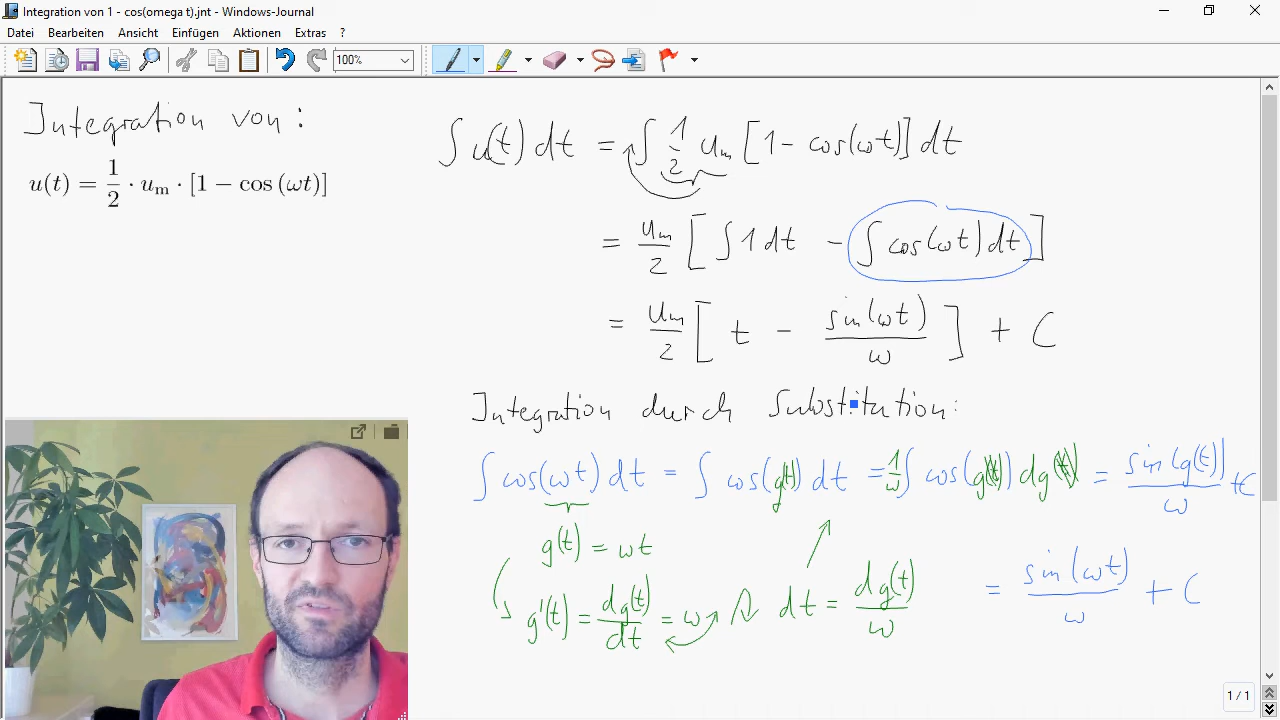 Integration von 1 - cos(omega t).jnt - Windows-Journal
Datei Bearbeiten Ansicht Einfügen Aktionen Extras ?
100%
Integration von:
u(t) = 1/2 · u_m · [1 − cos (ωt)]
∫ u(t) dt = ∫ 1/2 u_m [1 - cos(ωt)] dt
= u_m/2 [ ∫ 1 dt - ∫ cos(ωt) dt ]
= u_m/2 [ t - sin(ωt)/ω ] + C
Integration durch Substitution:
∫ cos(ωt) dt = ∫ cos(g(t)) dt = 1/ω ∫ cos(g(t)) dg(t) = sin(g(t))/ω + C
g(t) = ωt
g'(t) = dg(t)/dt = ω dt = dg(t)/ω
= sin(ωt)/ω + C
1 / 1